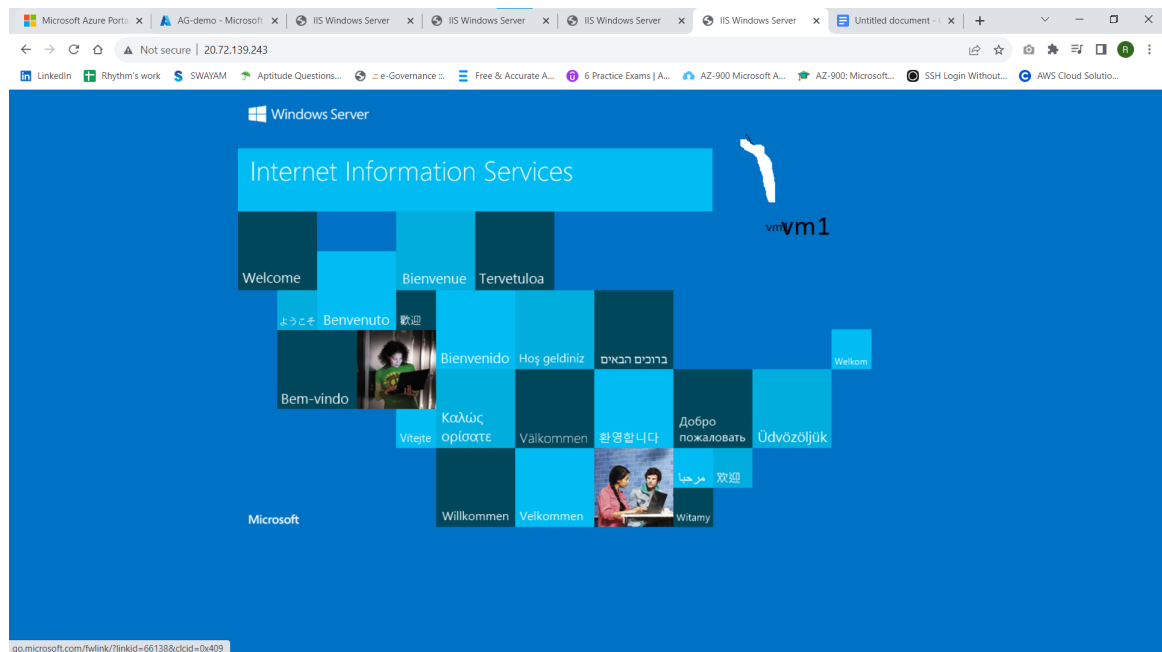 Microsoft Azure Porta
AG-demo - Microsoft
IIS Windows Server
IIS Windows Server
IIS Windows Server
IIS Windows Server
Untitled document -
Not secure
20.72.139.243
R
LinkedIn
Rhythm's work
SWAYAM
Aptitude Questions...
:: e-Governance ::.
Free & Accurate A...
6 Practice Exams | A...
AZ-900 Microsoft A...
AZ-900: Microsoft...
SSH Login Without...
AWS Cloud Solutio...
Windows Server
Internet Information Services
vm1
Welcome
Bienvenue
Tervetuloa
ようこそ
Benvenuto
歡迎
Bienvenido
Hoş geldiniz
ברוכים הבאים
Welkom
Bem-vindo
Vítejte
Καλώς
ορίσατε
Välkommen
환영합니다
Добро
пожаловать
Üdvözöljük
مرحبا
欢迎
Microsoft
Willkommen
Velkommen
Witamy
go.microsoft.com/fwlink/?linkid=66138&clcid=0x409